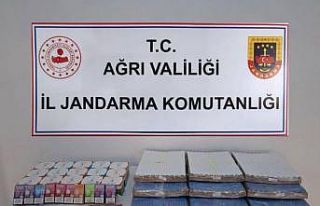 T.C.
AĞRI VALİLİĞİ
İL JANDARMA KOMUTANLIĞI